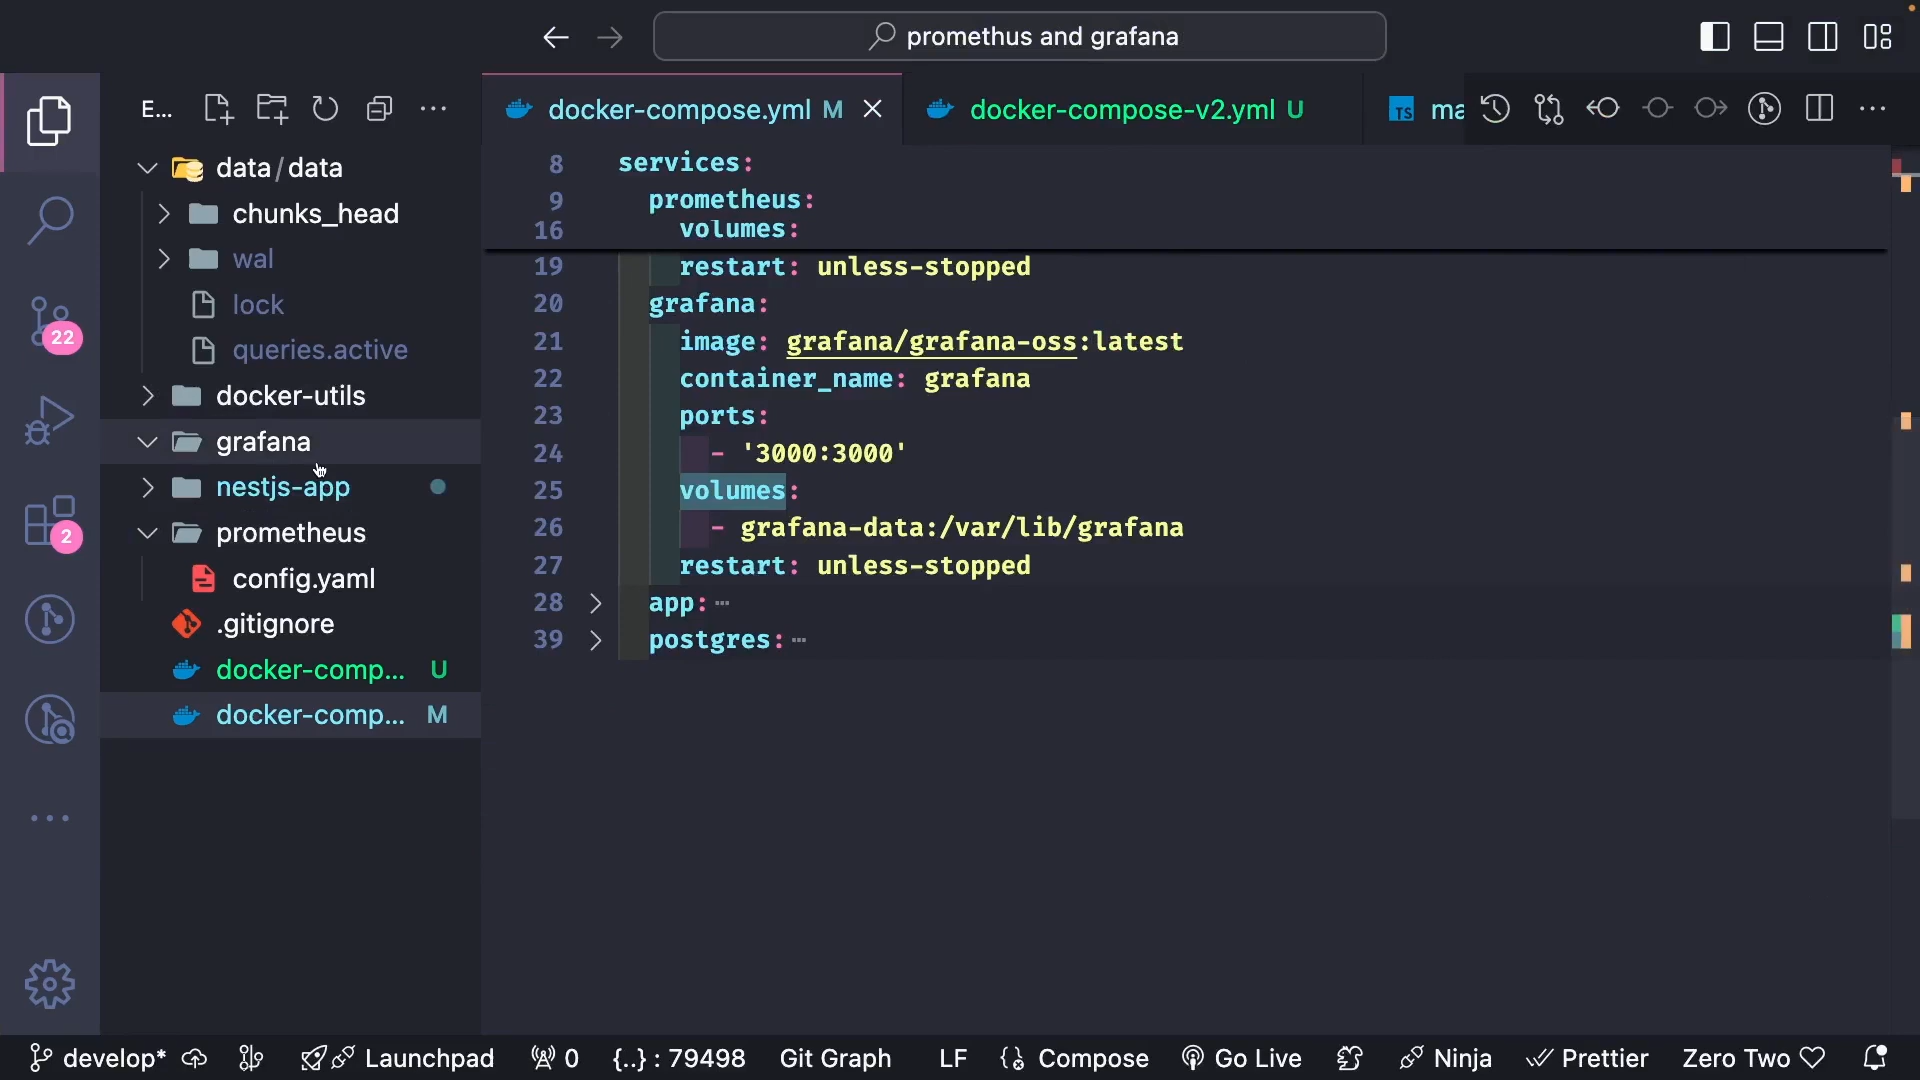 promethus and grafana
E...
docker-compose.yml M
docker-compose-v2.yml U
TS ma
data/data
chunks_head
wal
lock
queries.active
docker-utils
grafana
nestjs-app
prometheus
config.yaml
.gitignore
docker-comp... U
docker-comp... M
22
2
8 services:
9 prometheus:
16 volumes:
19 restart: unless-stopped
20 grafana:
21 image: grafana/grafana-oss:latest
22 container_name: grafana
23 ports:
24 - '3000:3000'
25 volumes:
26 - grafana-data:/var/lib/grafana
27 restart: unless-stopped
28 app:
39 postgres:
develop* Launchpad 0 {..} : 79498 Git Graph LF Compose Go Live Ninja Prettier Zero Two